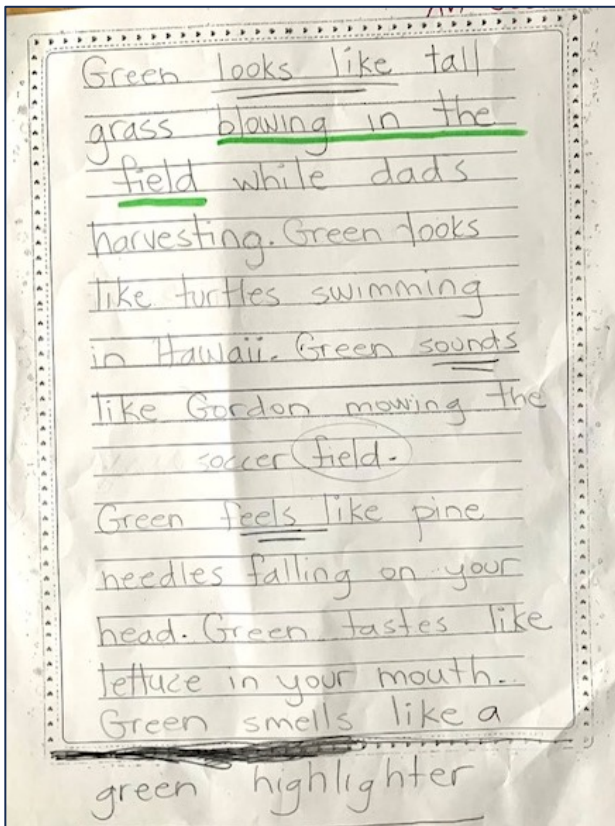 Green looks like tall
grass blowing in the
field while dads
harvesting. Green looks
like turtles swimming
in Hawaii. Green sounds
like Gordon mowing the
soccer field.
Green feels like pine
needles falling on your
head. Green tastes like
lettuce in your mouth.
Green smells like a
green highlighter